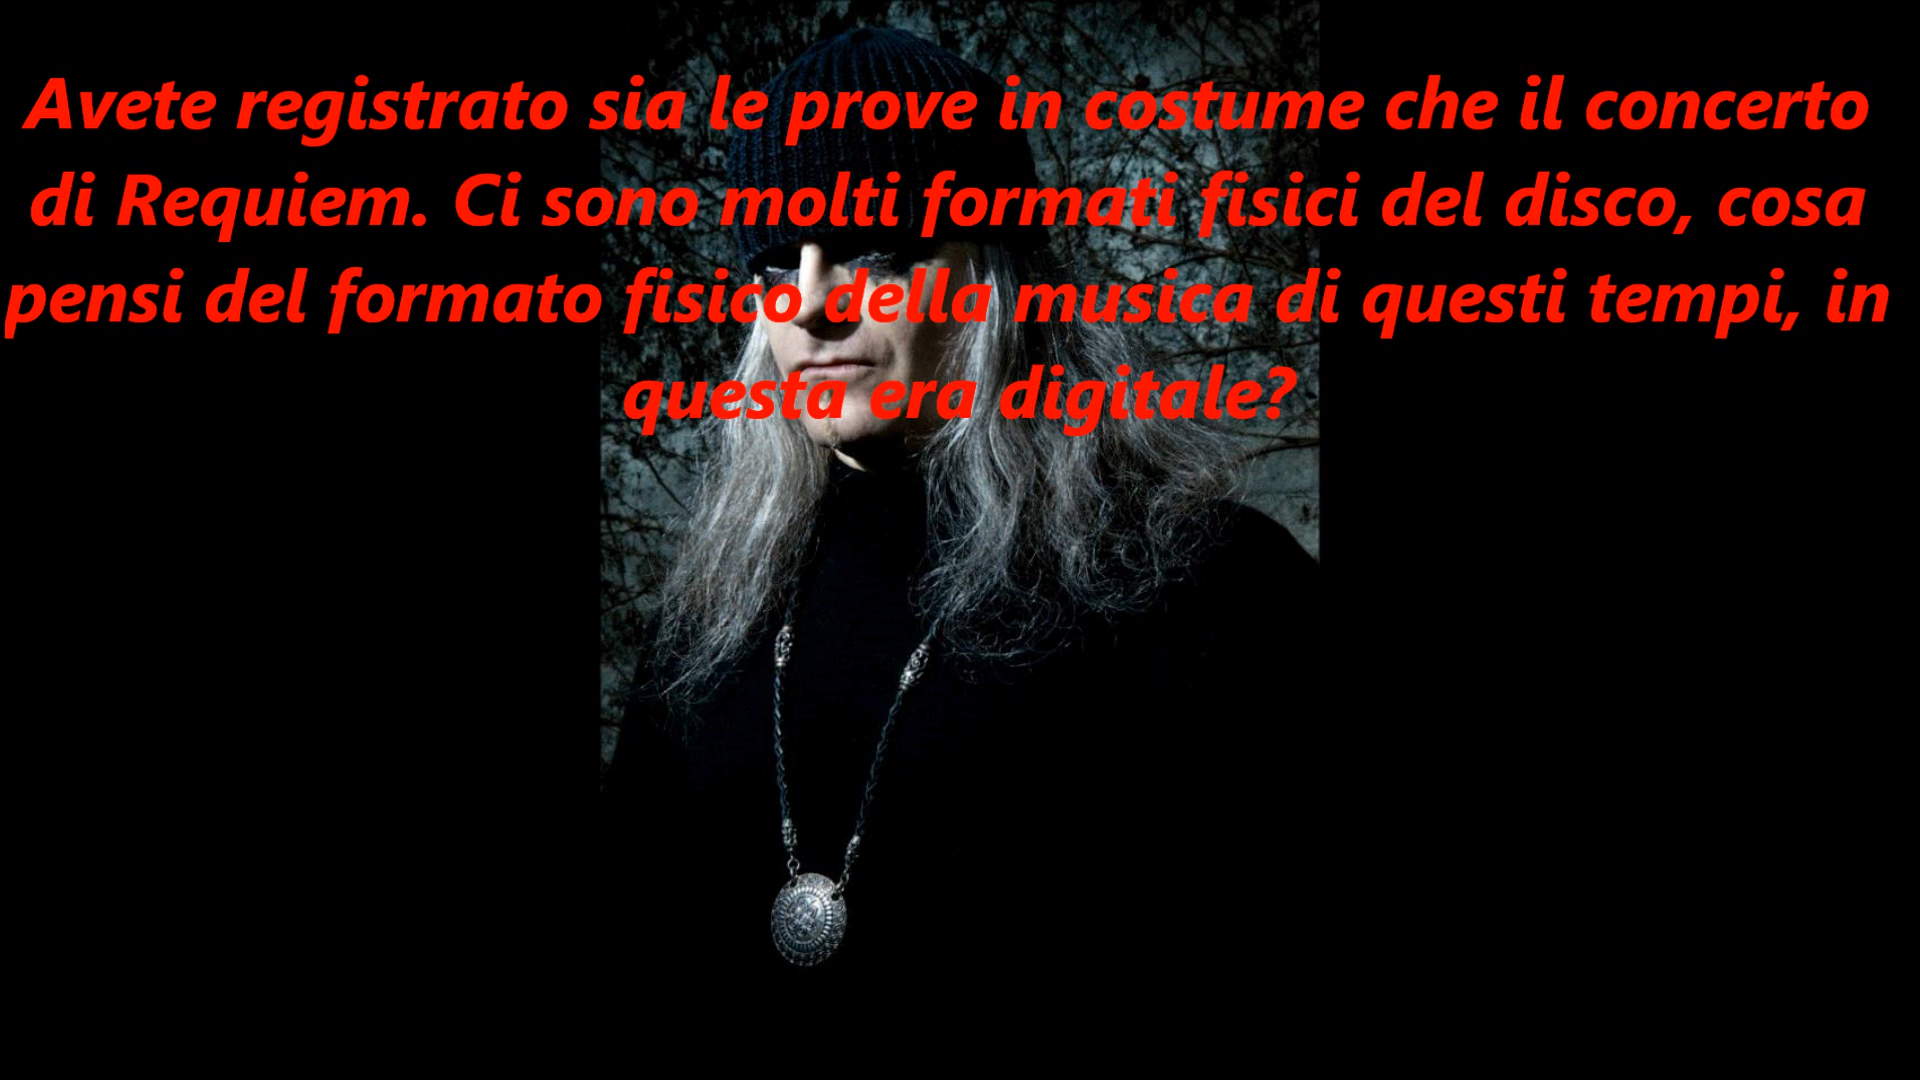 Avete registrato sia le prove in costume che il concerto
di Requiem. Ci sono molti formati fisici del disco, cosa
pensi del formato fisico della musica di questi tempi, in
questa era digitale?